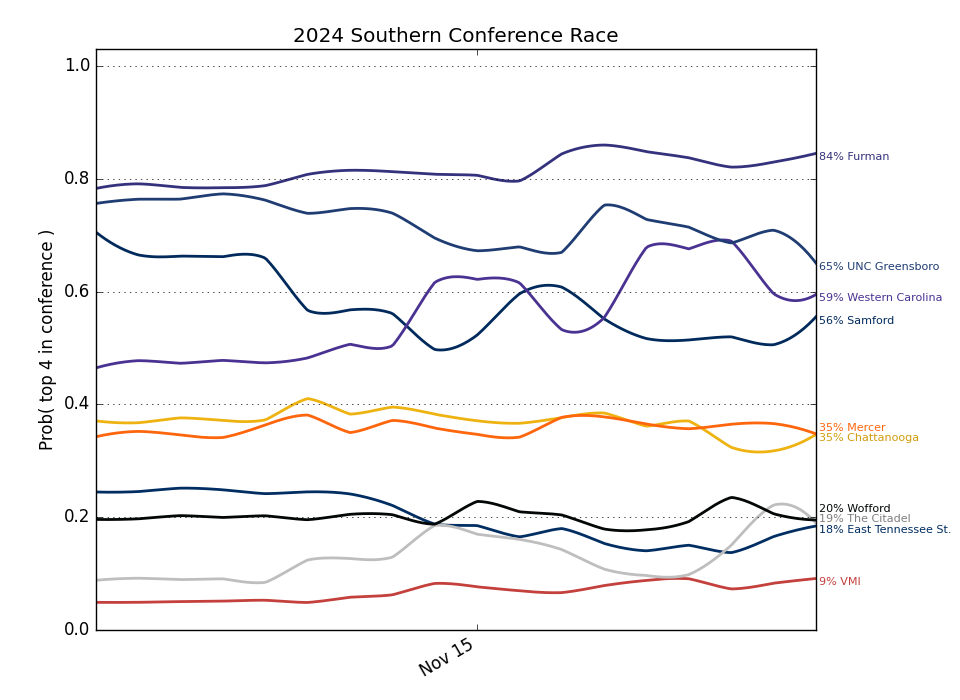 2024 Southern Conference Race
Prob( top 4 in conference )
1.0
0.8
0.6
0.4
0.2
0.0
Nov 15
84% Furman
65% UNC Greensboro
59% Western Carolina
56% Samford
35% Mercer
35% Chattanooga
20% Wofford
19% The Citadel
18% East Tennessee St.
9% VMI